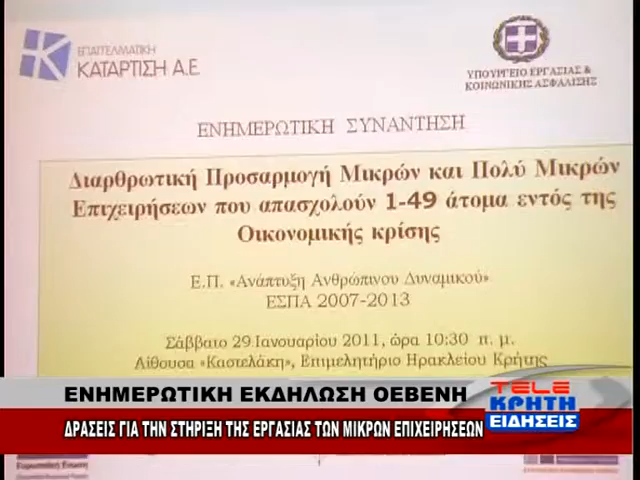 ΕΠΑΓΓΕΛΜΑΤΙΚΗ
ΚΑΤΑΡΤΙΣΗ Α.Ε.
ΥΠΟΥΡΓΕΙΟ ΕΡΓΑΣΙΑΣ &
ΚΟΙΝΩΝΙΚΗΣ ΑΣΦΑΛΙΣΗΣ
ΕΝΗΜΕΡΩΤΙΚΗ ΣΥΝΑΝΤΗΣΗ
Διαρθρωτική Προσαρμογή Μικρών και Πολύ Μικρών
Επιχειρήσεων που απασχολούν 1-49 άτομα εντός της
Οικονομικής κρίσης
Ε.Π. «Ανάπτυξη Ανθρώπινου Δυναμικού»
ΕΣΠΑ 2007-2013
Σάββατο 29 Ιανουαρίου 2011, ώρα 10:30 π. μ.
Αίθουσα «Καστελάκη», Επιμελητήριο Ηρακλείου Κρήτης
ΕΝΗΜΕΡΩΤΙΚΗ ΕΚΔΗΛΩΣΗ ΟΕΒΕΝΗ
ΔΡΑΣΕΙΣ ΓΙΑ ΤΗΝ ΣΤΗΡΙΞΗ ΤΗΣ ΕΡΓΑΣΙΑΣ ΤΩΝ ΜΙΚΡΩΝ ΕΠΙΧΕΙΡΗΣΕΩΝ
TELE
ΚΡΗΤΗ
ΕΙΔΗΣΕΙΣ
Ευρωπαϊκή Ένωση